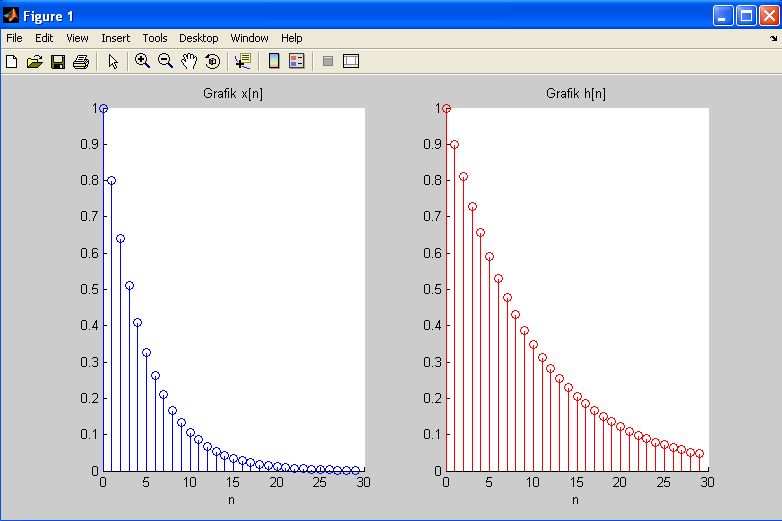 Figure 1
File Edit View Insert Tools Desktop Window Help
Grafik x[n]
1
0.9
0.8
0.7
0.6
0.5
0.4
0.3
0.2
0.1
0
0 5 10 15 20 25 30
n
Grafik h[n]
1
0.9
0.8
0.7
0.6
0.5
0.4
0.3
0.2
0.1
0
0 5 10 15 20 25 30
n